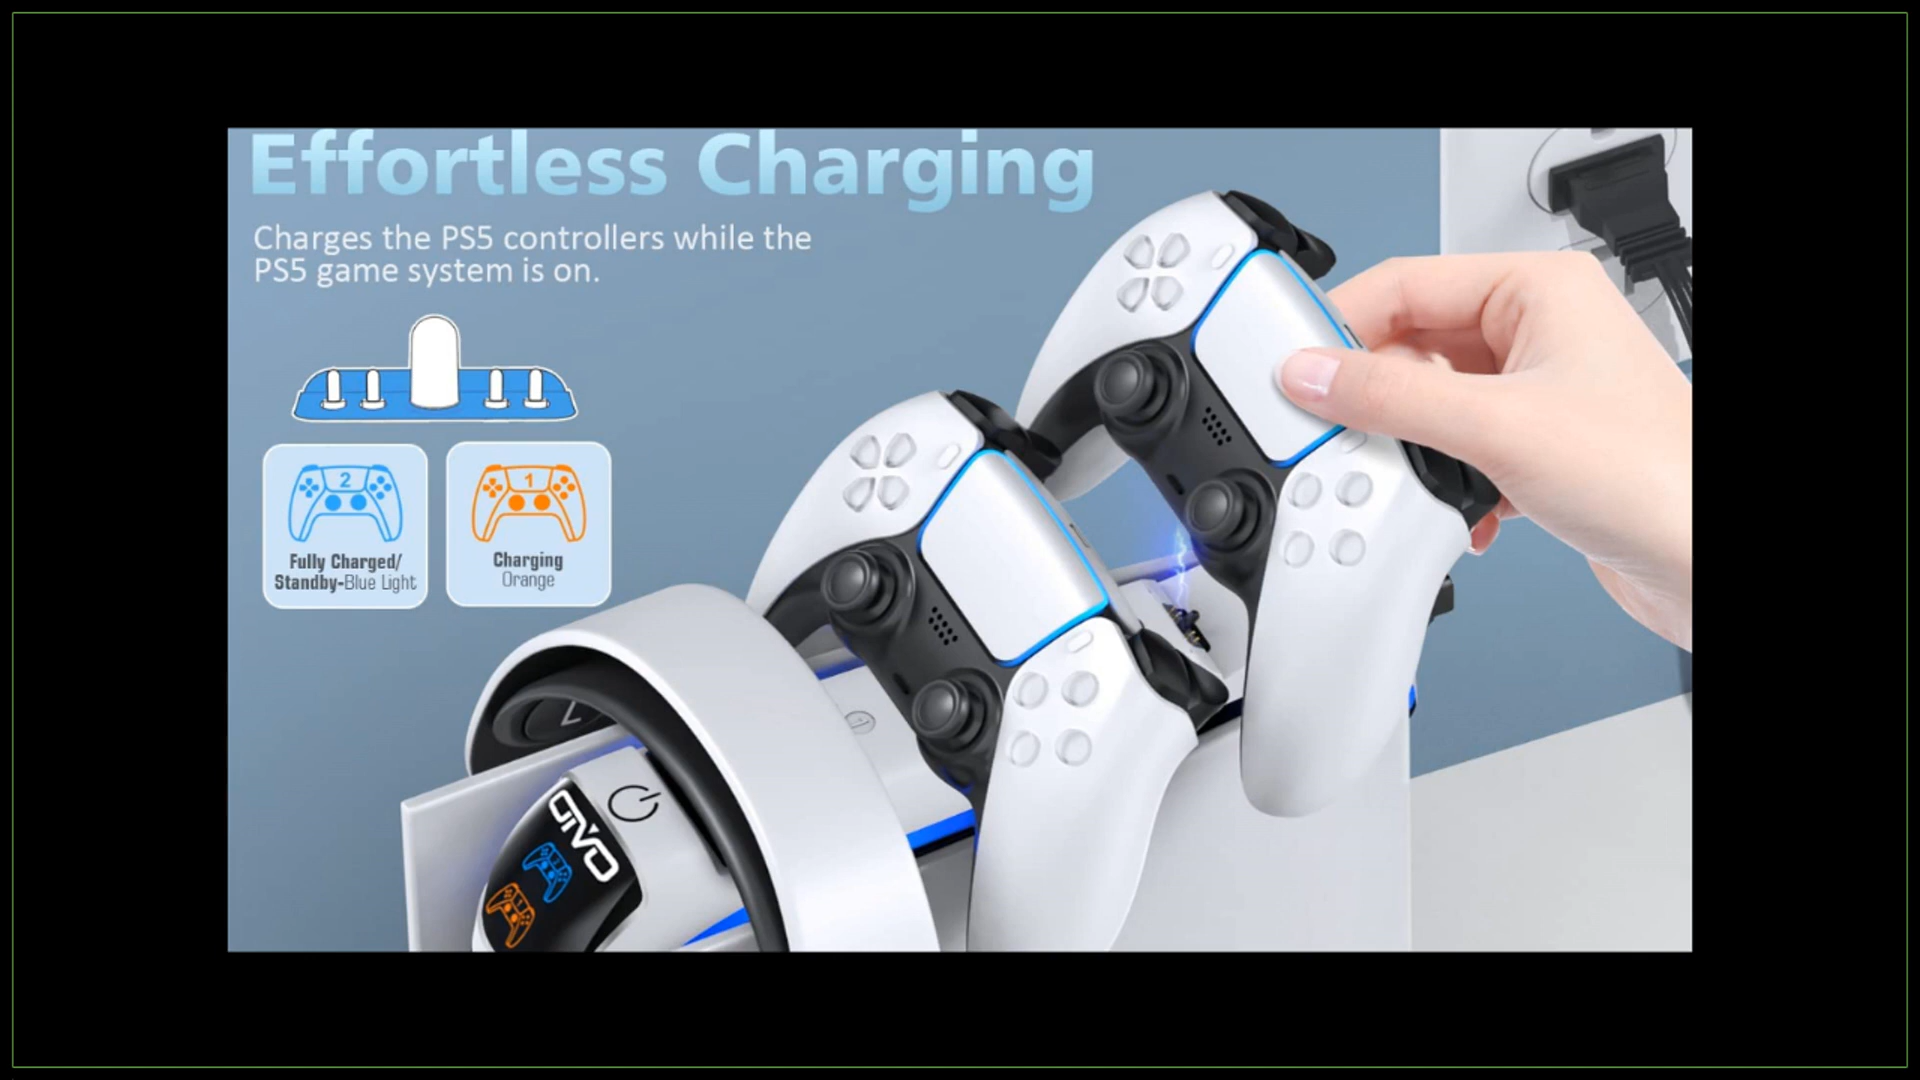 Effortless Charging
Charges the PS5 controllers while the
PS5 game system is on.
2
1
Fully Charged/
Standby-Blue Light
Charging
Orange
OIVO